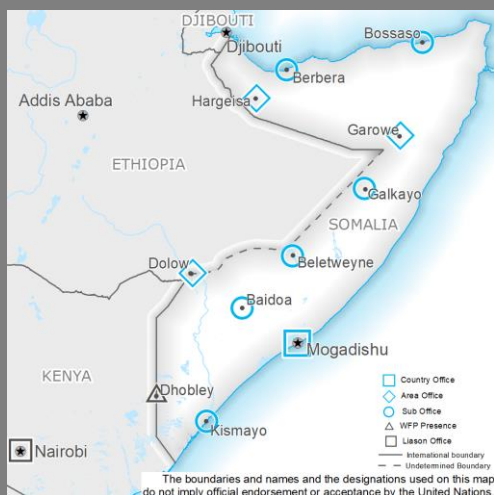 DJIBOUTI
Djibouti
Bossaso
Berbera
Addis Ababa
Hargeisa
Garowe
ETHIOPIA
Galkayo
SOMALIA
Dolow
Beletweyne
Baidoa
Mogadishu
KENYA
Dhobley
Kismayo
Nairobi
Country Office
Area Office
Sub Office
WFP Presence
Liason Office
International boundary
Undetermined Boundary
The boundaries and names and the designations used on this map
do not imply official endorsement or acceptance by the United Nations